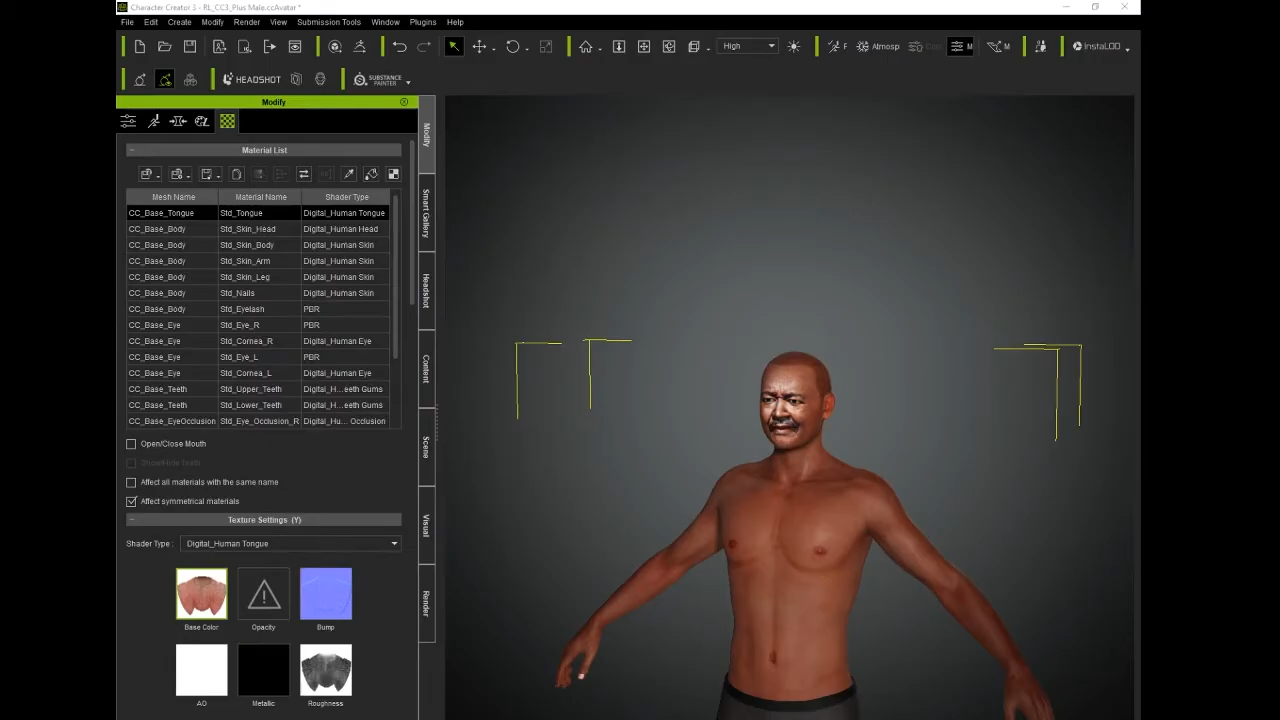 Character Creator 3 - RL_CC3_Plus Male.ccAvatar *
File Edit Create Modify Render View Submission Tools Window Plugins Help
High F Atmosp M M InstaLOD
HEADSHOT SUBSTANCE PAINTER
Modify
Material List
Mesh Name Material Name Shader Type
CC_Base_Tongue Std_Tongue Digital_Human Tongue
CC_Base_Body Std_Skin_Head Digital_Human Head
CC_Base_Body Std_Skin_Body Digital_Human Skin
CC_Base_Body Std_Skin_Arm Digital_Human Skin
CC_Base_Body Std_Skin_Leg Digital_Human Skin
CC_Base_Body Std_Nails Digital_Human Skin
CC_Base_Body Std_Eyelash PBR
CC_Base_Eye Std_Eye_R PBR
CC_Base_Eye Std_Cornea_R Digital_Human Eye
CC_Base_Eye Std_Eye_L PBR
CC_Base_Eye Std_Cornea_L Digital_Human Eye
CC_Base_Teeth Std_Upper_Teeth Digital_H...eeth Gums
CC_Base_Teeth Std_Lower_Teeth Digital_H...eeth Gums
CC_Base_EyeOcclusion Std_Eye_Occlusion_R Digital_Hu... Occlusion
Open/Close Mouth
Show/Hide Teeth
Affect all materials with the same name
Affect symmetrical materials
Texture Settings (Y)
Shader Type : Digital_Human Tongue
Base Color Opacity Bump
AO Metallic Roughness
Modify
Smart Gallery
Headshot
Content
Scene
Visual
Render